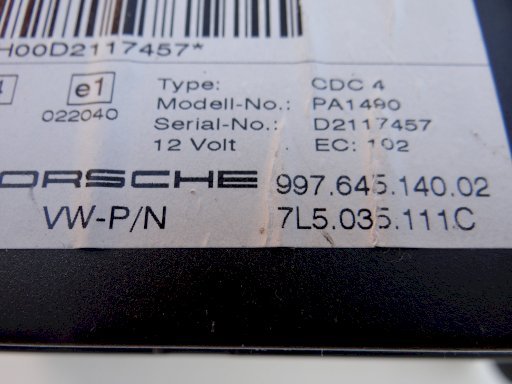 H00D2117457*
e1
022040
Type: CDC 4
Modell-No.: PA1490
Serial-No.: D2117457
12 Volt EC: 102
ORSCHE 997.645.140.02
VW-P/N 7L5.035.111C